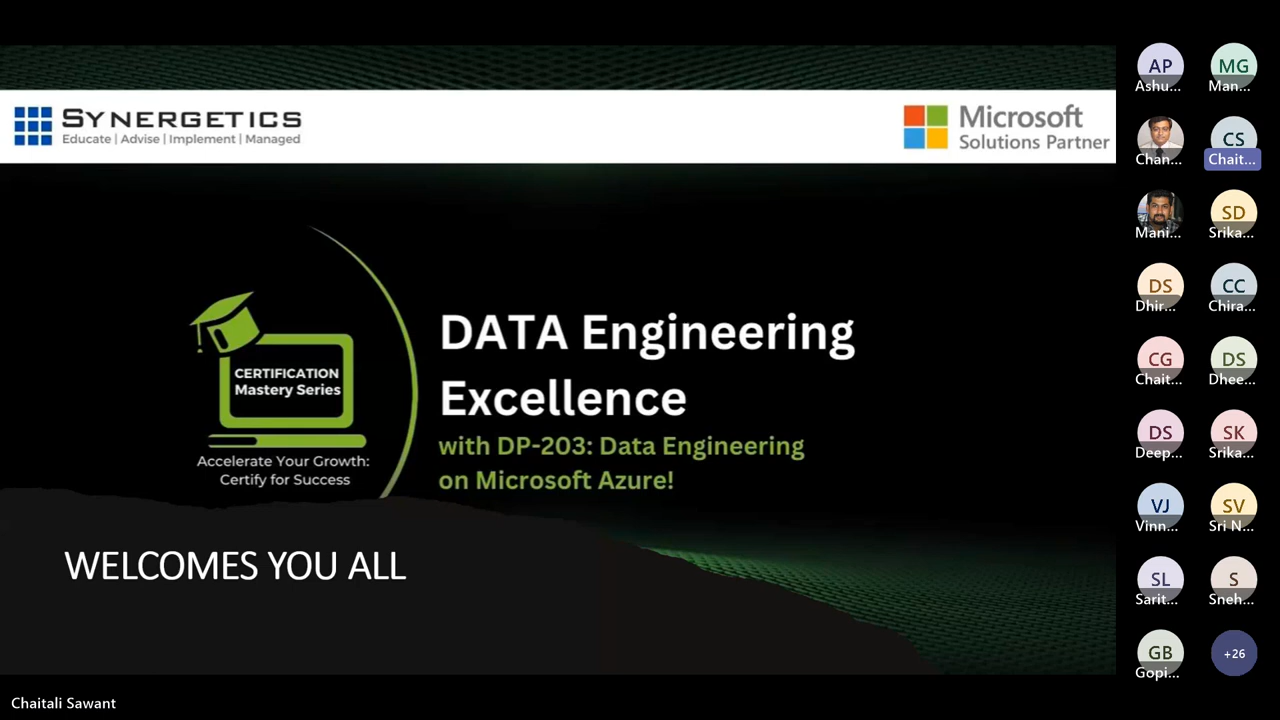 SYNERGETICS
Educate | Advise | Implement | Managed
Microsoft
Solutions Partner
CERTIFICATION
Mastery Series
Accelerate Your Growth:
Certify for Success
DATA Engineering
Excellence
with DP-203: Data Engineering
on Microsoft Azure!
WELCOMES YOU ALL
Chaitali Sawant
AP
Ashu...
MG
Man...
Chan...
CS
Chait...
Mani...
SD
Srika...
DS
Dhir...
CC
Chira...
CG
Chait...
DS
Dhee...
DS
Deep...
SK
Srika...
VJ
Vinn...
SV
Sri N...
SL
Sarit...
S
Sneh...
GB
Gopi...
+26